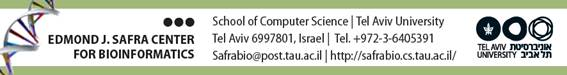 EDMOND J. SAFRA CENTER
FOR BIOINFORMATICS
School of Computer Science | Tel Aviv University
Tel Aviv 6997801, Israel | Tel. +972-3-6405391
Safrabio@post.tau.ac.il | http://safrabio.cs.tau.ac.il/
TEL AVIV אוניברסיטת
UNIVERSITY תל אביב